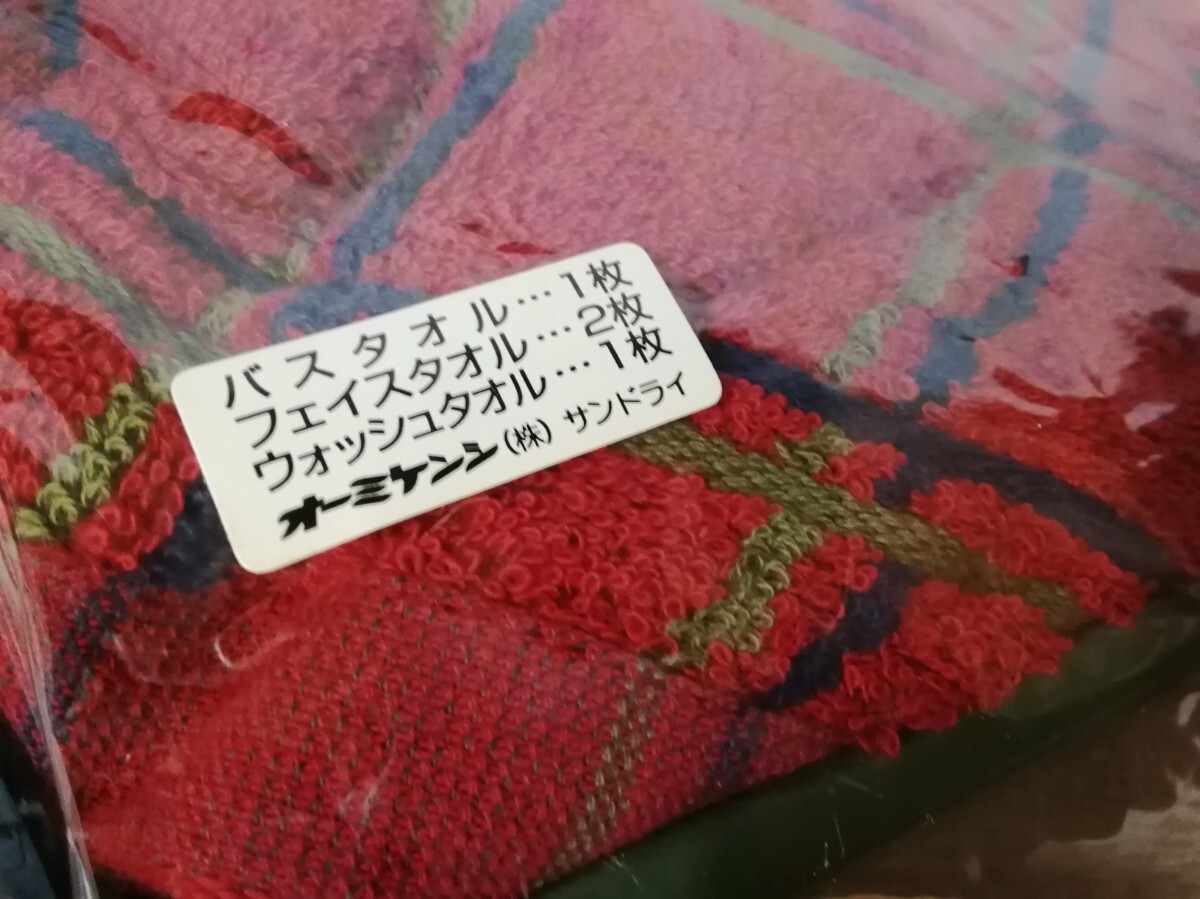 バスタオル…1枚
フェイスタオル…2枚
ウォッシュタオル…1枚
オーミケンシ(株) サンドライ